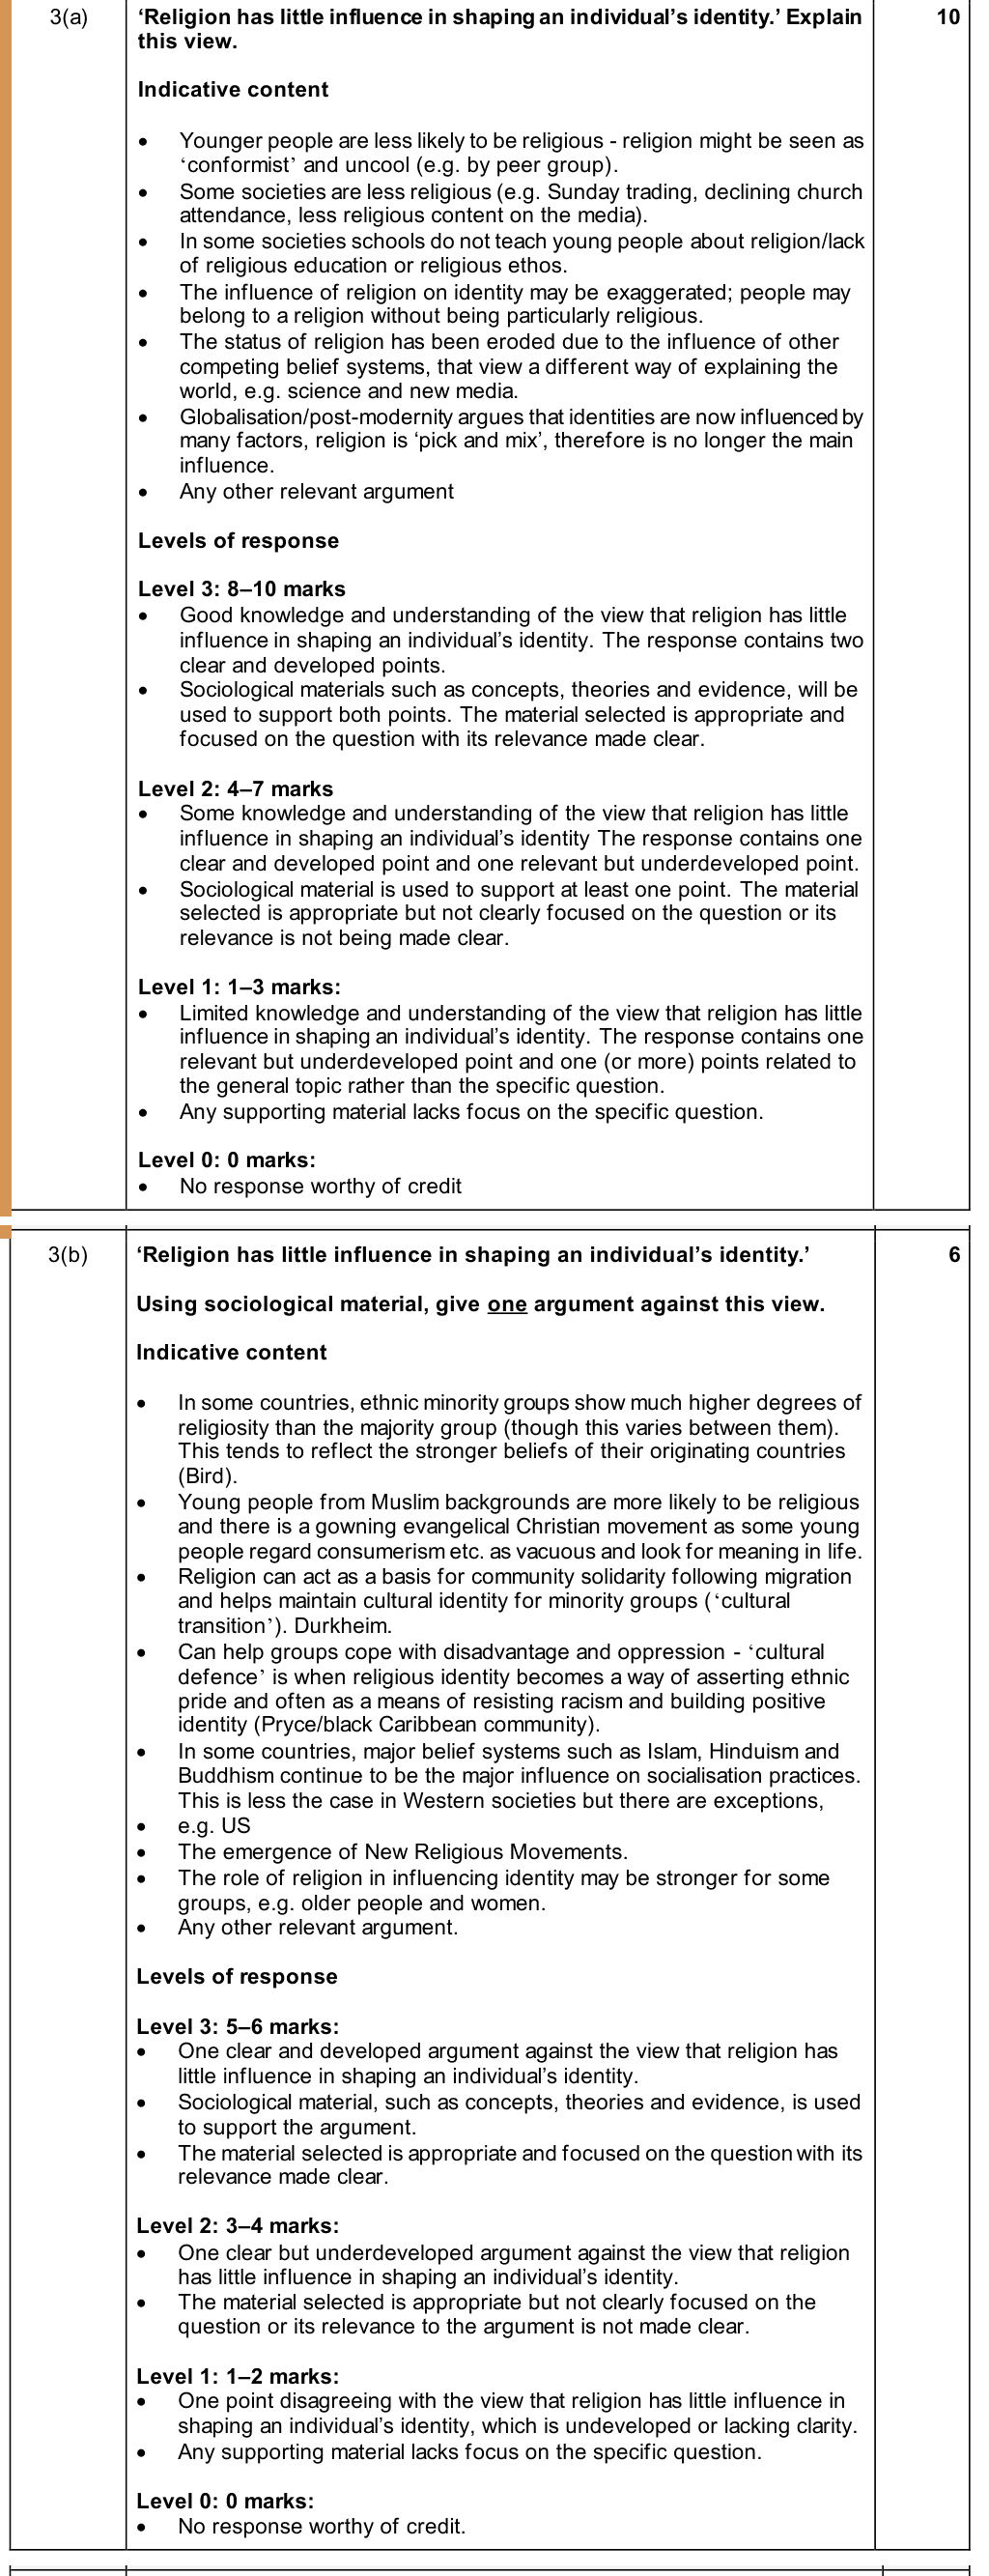 3(a) ‘Religion has little influence in shaping an individual’s identity.’ Explain 10
this view.
Indicative content
• Younger people are less likely to be religious - religion might be seen as
‘conformist’ and uncool (e.g. by peer group).
• Some societies are less religious (e.g. Sunday trading, declining church
attendance, less religious content on the media).
• In some societies schools do not teach young people about religion/lack
of religious education or religious ethos.
• The influence of religion on identity may be exaggerated; people may
belong to a religion without being particularly religious.
• The status of religion has been eroded due to the influence of other
competing belief systems, that view a different way of explaining the
world, e.g. science and new media.
• Globalisation/post-modernity argues that identities are now influenced by
many factors, religion is ‘pick and mix’, therefore is no longer the main
influence.
• Any other relevant argument
Levels of response
Level 3: 8–10 marks
• Good knowledge and understanding of the view that religion has little
influence in shaping an individual’s identity. The response contains two
clear and developed points.
• Sociological materials such as concepts, theories and evidence, will be
used to support both points. The material selected is appropriate and
focused on the question with its relevance made clear.
Level 2: 4–7 marks
• Some knowledge and understanding of the view that religion has little
influence in shaping an individual’s identity The response contains one
clear and developed point and one relevant but underdeveloped point.
• Sociological material is used to support at least one point. The material
selected is appropriate but not clearly focused on the question or its
relevance is not being made clear.
Level 1: 1–3 marks:
• Limited knowledge and understanding of the view that religion has little
influence in shaping an individual’s identity. The response contains one
relevant but underdeveloped point and one (or more) points related to
the general topic rather than the specific question.
• Any supporting material lacks focus on the specific question.
Level 0: 0 marks:
• No response worthy of credit
3(b) ‘Religion has little influence in shaping an individual’s identity.’ 6
Using sociological material, give one argument against this view.
Indicative content
• In some countries, ethnic minority groups show much higher degrees of
religiosity than the majority group (though this varies between them).
This tends to reflect the stronger beliefs of their originating countries
(Bird).
• Young people from Muslim backgrounds are more likely to be religious
and there is a gowning evangelical Christian movement as some young
people regard consumerism etc. as vacuous and look for meaning in life.
• Religion can act as a basis for community solidarity following migration
and helps maintain cultural identity for minority groups (‘cultural
transition’). Durkheim.
• Can help groups cope with disadvantage and oppression - ‘cultural
defence’ is when religious identity becomes a way of asserting ethnic
pride and often as a means of resisting racism and building positive
identity (Pryce/black Caribbean community).
• In some countries, major belief systems such as Islam, Hinduism and
Buddhism continue to be the major influence on socialisation practices.
This is less the case in Western societies but there are exceptions,
• e.g. US
• The emergence of New Religious Movements.
• The role of religion in influencing identity may be stronger for some
groups, e.g. older people and women.
• Any other relevant argument.
Levels of response
Level 3: 5–6 marks:
• One clear and developed argument against the view that religion has
little influence in shaping an individual’s identity.
• Sociological material, such as concepts, theories and evidence, is used
to support the argument.
• The material selected is appropriate and focused on the question with its
relevance made clear.
Level 2: 3–4 marks:
• One clear but underdeveloped argument against the view that religion
has little influence in shaping an individual’s identity.
• The material selected is appropriate but not clearly focused on the
question or its relevance to the argument is not made clear.
Level 1: 1–2 marks:
• One point disagreeing with the view that religion has little influence in
shaping an individual’s identity, which is undeveloped or lacking clarity.
• Any supporting material lacks focus on the specific question.
Level 0: 0 marks:
• No response worthy of credit.